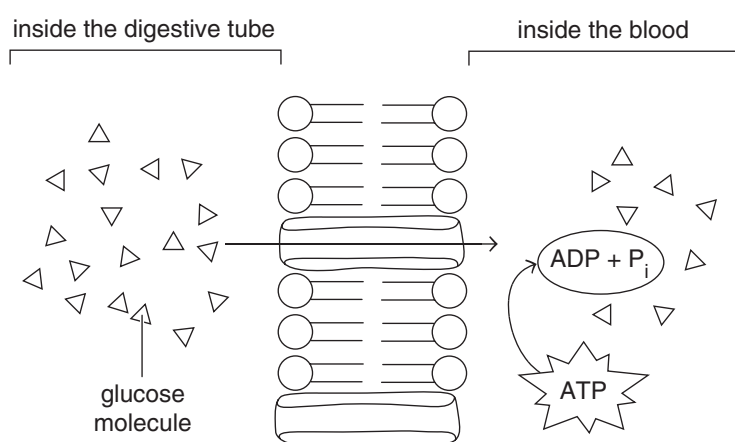 inside the digestive tube
inside the blood
ADP + Pi
ATP
glucose
molecule